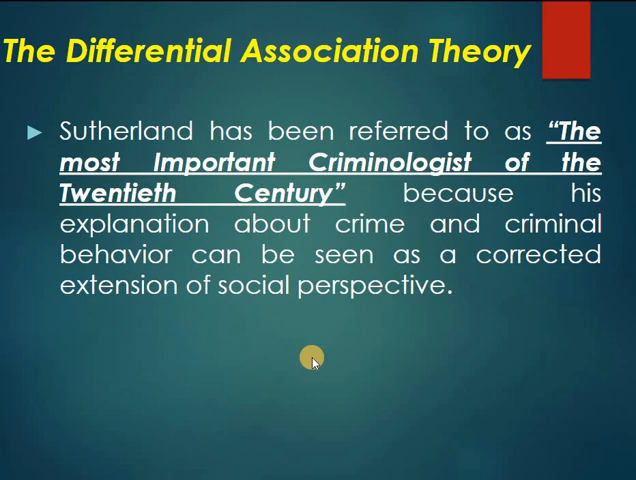 The Differential Association Theory
Sutherland has been referred to as “The
most Important Criminologist of the
Twentieth Century” because his
explanation about crime and criminal
behavior can be seen as a corrected
extension of social perspective.